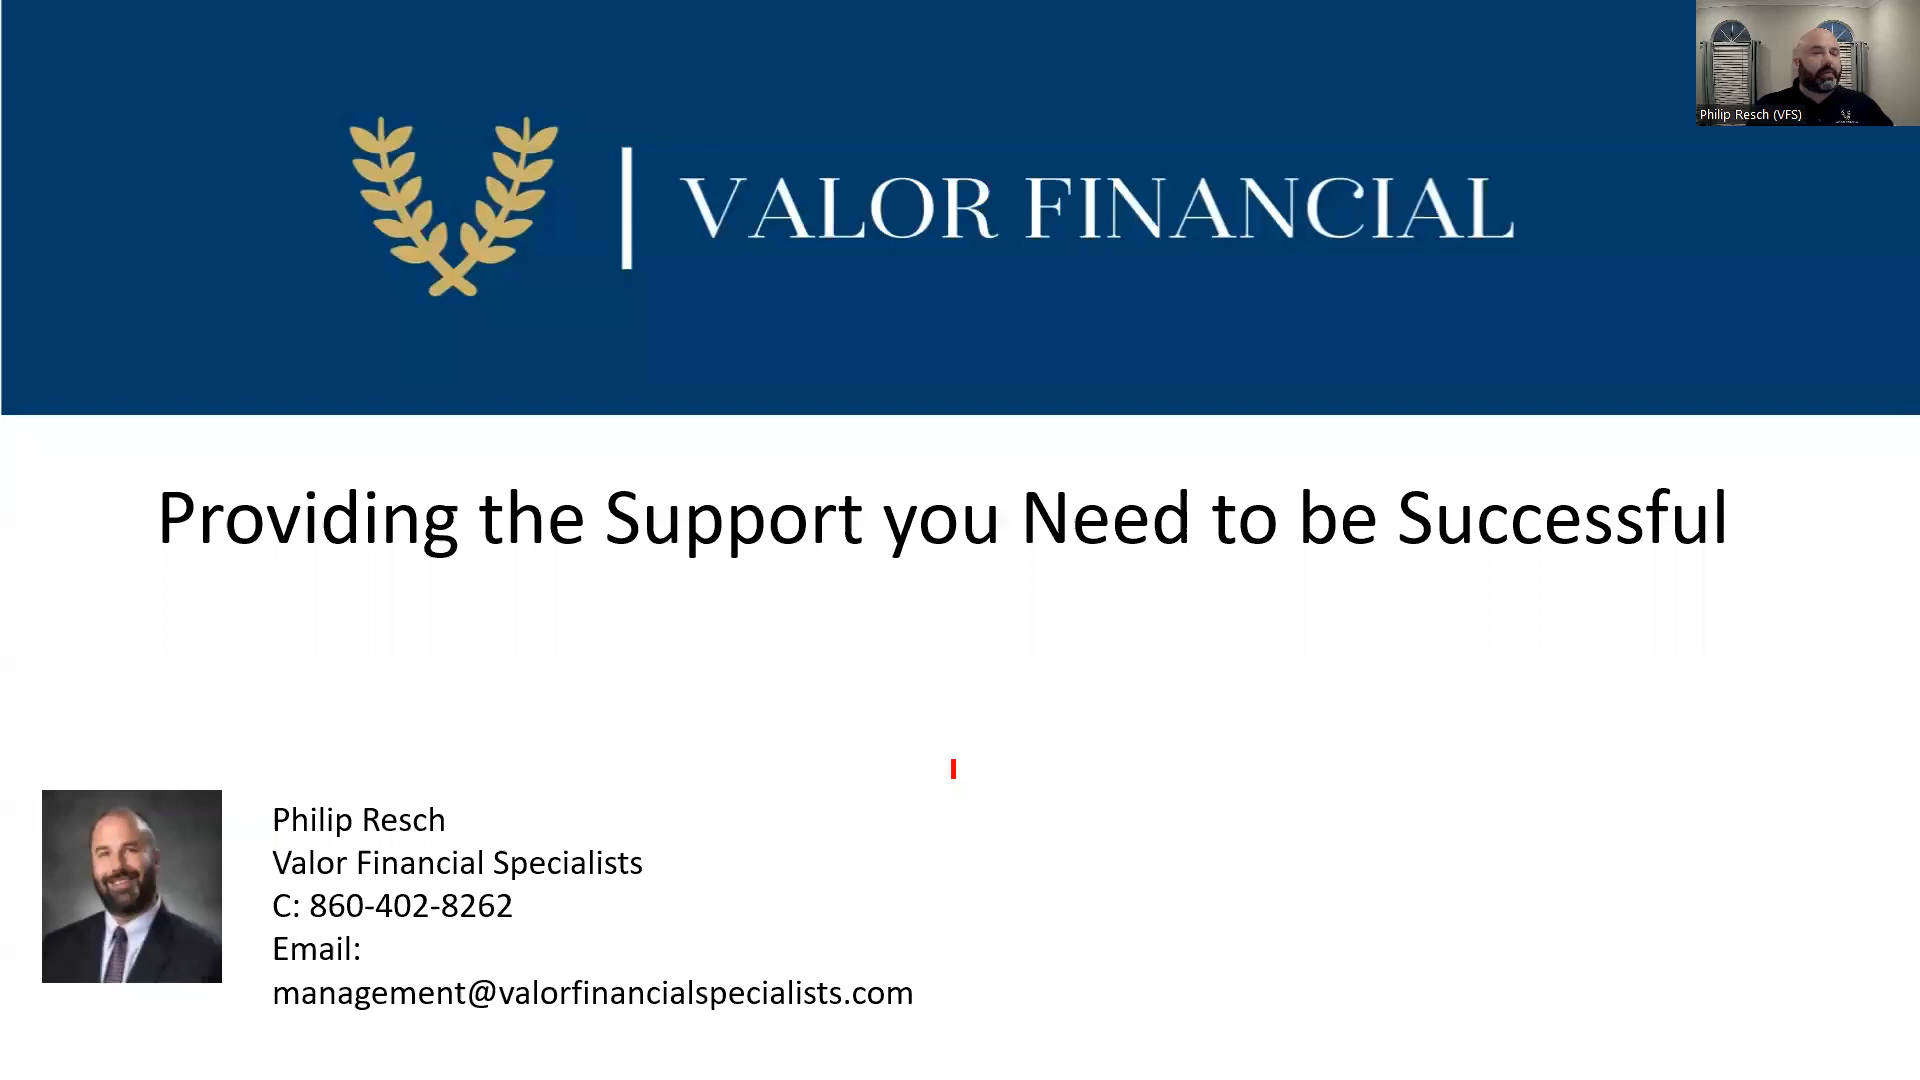 VALOR FINANCIAL
Philip Resch (VFS)
Providing the Support you Need to be Successful
Philip Resch
Valor Financial Specialists
C: 860-402-8262
Email:
management@valorfinancialspecialists.com